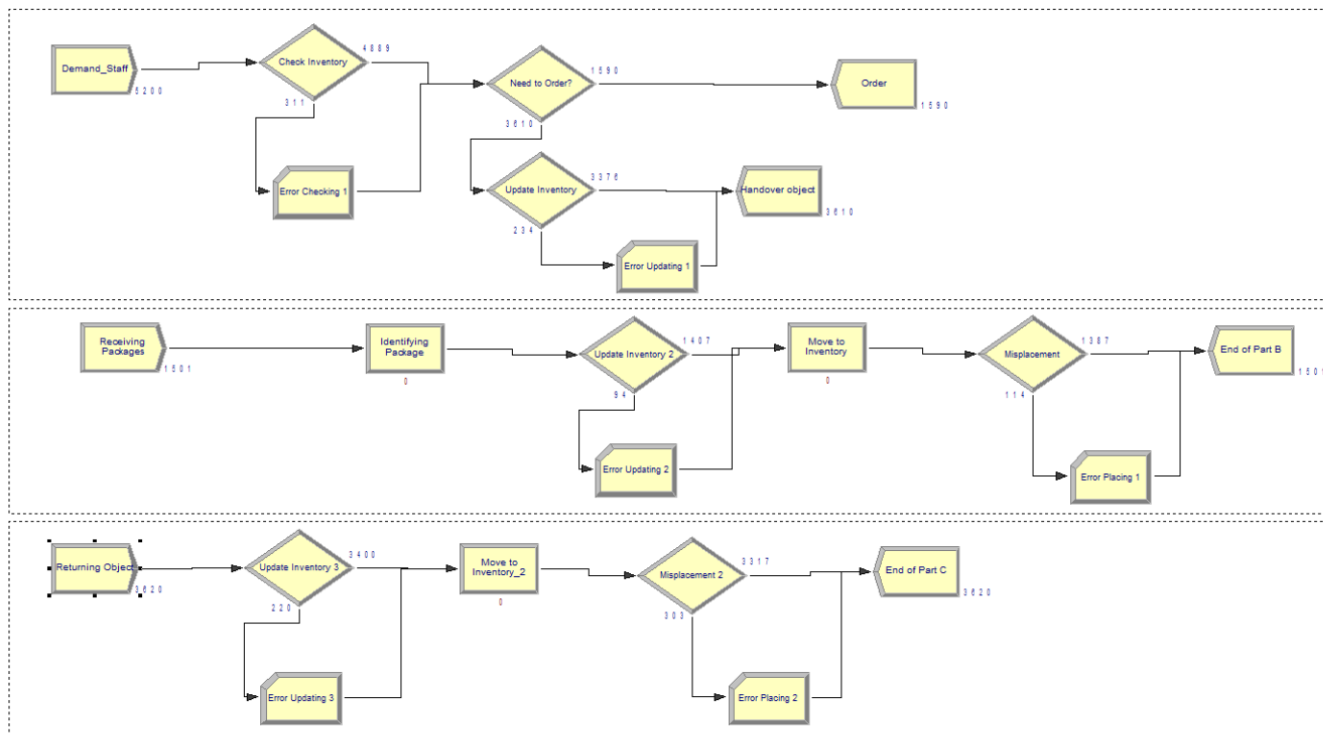 Demand_Staff
5200
Check Inventory
4889
311
Error Checking 1
Need to Order?
1590
3610
Order
1590
Update Inventory
3376
234
Error Updating 1
Handover object
3610
Receiving
Packages
1501
Identifying
Package
0
Update Inventory 2
1407
94
Error Updating 2
Move to
Inventory
0
Misplacement
1387
114
Error Placing 1
End of Part B
1501
Returning Object
3620
Update Inventory 3
3400
220
Error Updating 3
Move to
Inventory_2
0
Misplacement 2
3317
303
Error Placing 2
End of Part C
3620